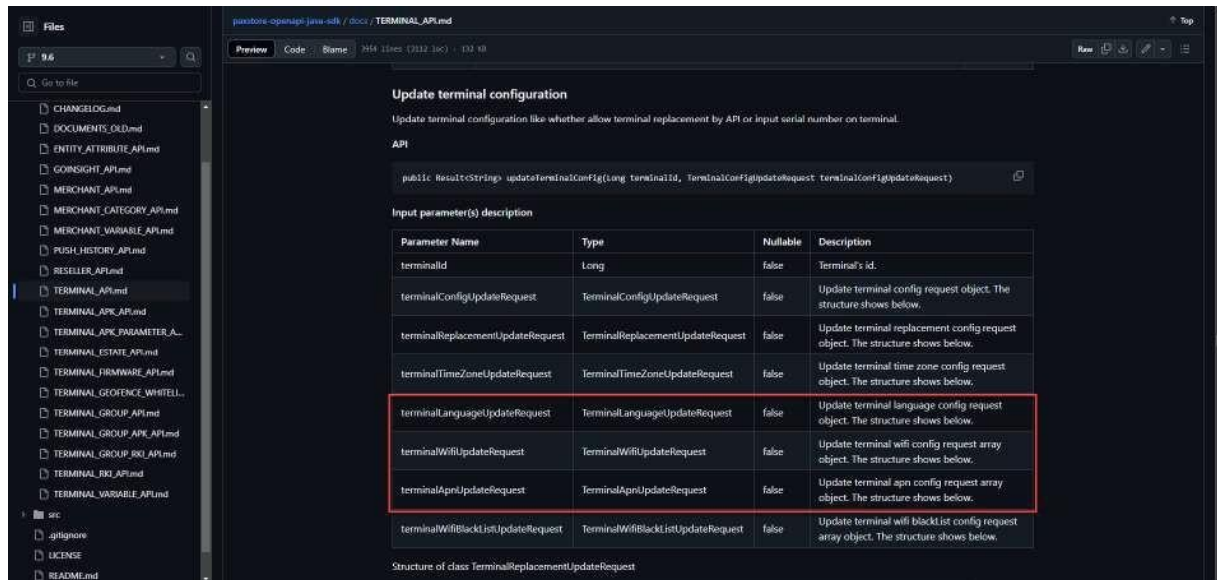 Files
paxstore-openapi-java-sdk / docs / TERMINAL_API.md
Top
9.6
Preview Code Blame 3954 lines (3112 loc) · 132 KB
Raw
Go to file
CHANGELOG.md
DOCUMENTS_OLD.md
ENTITY_ATTRIBUTE_API.md
GOINSIGHT_API.md
MERCHANT_API.md
MERCHANT_CATEGORY_API.md
MERCHANT_VARIABLE_API.md
PUSH_HISTORY_API.md
RESELLER_API.md
TERMINAL_API.md
TERMINAL_APK_API.md
TERMINAL_APK_PARAMETER_A...
TERMINAL_ESTATE_API.md
TERMINAL_FIRMWARE_API.md
TERMINAL_GEOFENCE_WHITELI...
TERMINAL_GROUP_API.md
TERMINAL_GROUP_APK_API.md
TERMINAL_GROUP_RKI_API.md
TERMINAL_RKI_API.md
TERMINAL_VARIABLE_API.md
src
.gitignore
LICENSE
README.md
Update terminal configuration
Update terminal configuration like whether allow terminal replacement by API or input serial number on terminal.
API
public Result<String> updateTerminalConfig(Long terminalId, TerminalConfigUpdateRequest terminalConfigUpdateRequest)
Input parameter(s) description
Parameter Name Type Nullable Description
terminalId Long false Terminal's id.
terminalConfigUpdateRequest TerminalConfigUpdateRequest false Update terminal config request object. The
structure shows below.
terminalReplacementUpdateRequest TerminalReplacementUpdateRequest false Update terminal replacement config request
object. The structure shows below.
terminalTimeZoneUpdateRequest TerminalTimeZoneUpdateRequest false Update terminal time zone config request
object. The structure shows below.
terminalLanguageUpdateRequest TerminalLanguageUpdateRequest false Update terminal language config request
object. The structure shows below.
terminalWifiUpdateRequest TerminalWifiUpdateRequest false Update terminal wifi config request array
object. The structure shows below.
terminalApnUpdateRequest TerminalApnUpdateRequest false Update terminal apn config request array
object. The structure shows below.
terminalWifiBlackListUpdateRequest TerminalWifiBlackListUpdateRequest false Update terminal wifi blackList config request
array object. The structure shows below.
Structure of class TerminalReplacementUpdateRequest